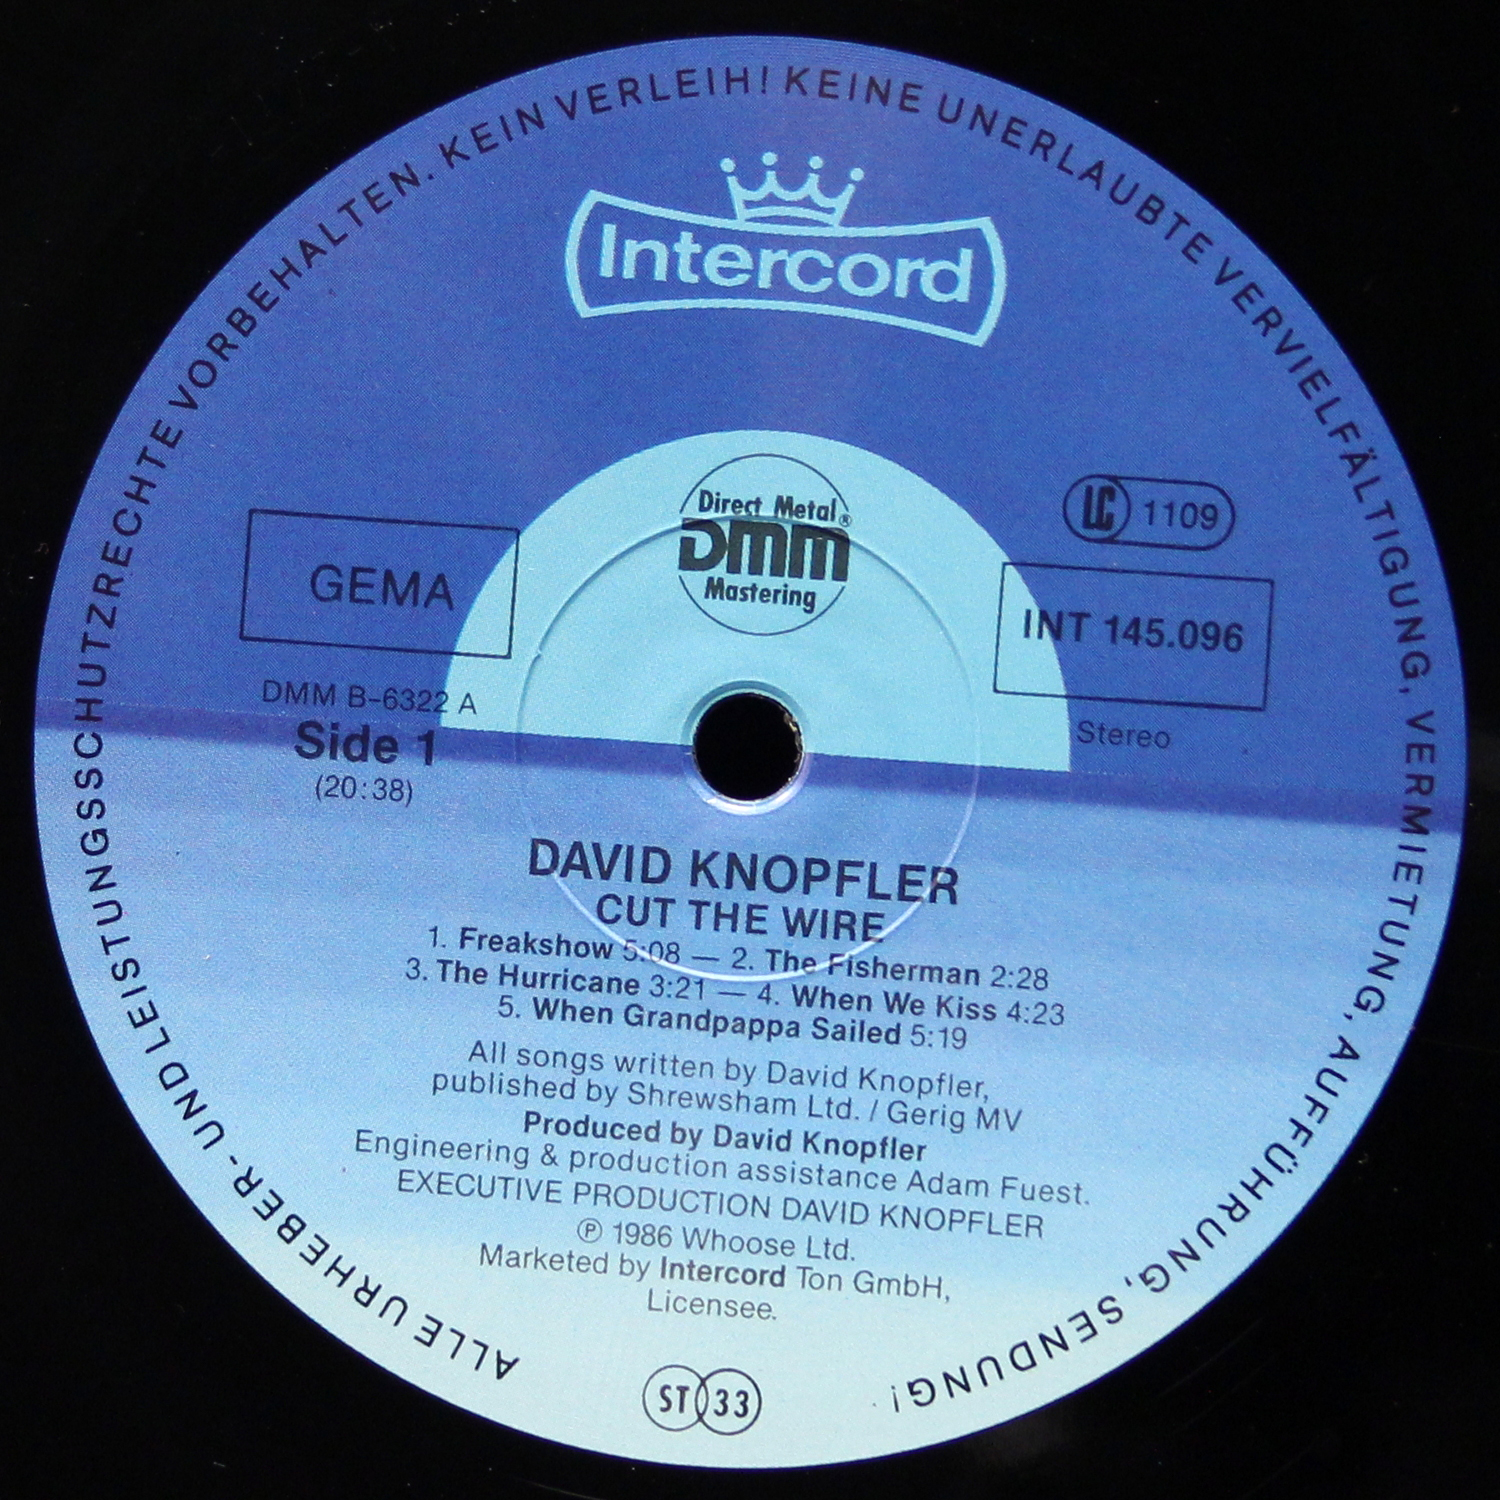 ALLE URHEBER- UND LEISTUNGSSCHUTZRECHTE VORBEHALTEN. KEIN VERLEIH! KEINE UNERLAUBTE VERVIELFÄLTIGUNG, VERMIETUNG, AUFFÜHRUNG, SENDUNG!
Intercord
Direct Metal®
DMM
Mastering
LC 1109
GEMA
INT 145.096
DMM B-6322 A
Side 1
(20:38)
Stereo
DAVID KNOPFLER
CUT THE WIRE
1. Freakshow 5:08 — 2. The Fisherman 2:28
3. The Hurricane 3:21 — 4. When We Kiss 4:23
5. When Grandpappa Sailed 5:19
All songs written by David Knopfler,
published by Shrewsham Ltd. / Gerig MV
Produced by David Knopfler
Engineering & production assistance Adam Fuest.
EXECUTIVE PRODUCTION DAVID KNOPFLER
℗ 1986 Whoose Ltd.
Marketed by Intercord Ton GmbH,
Licensee.
ST 33